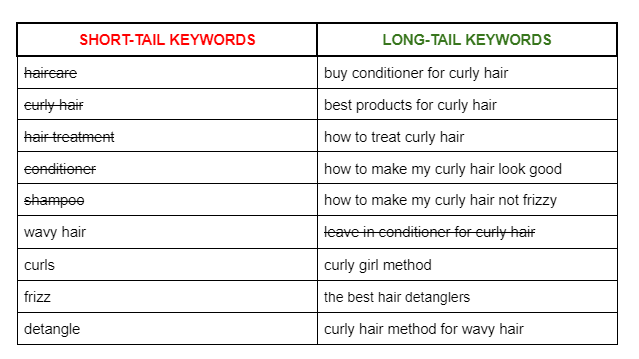 SHORT-TAIL KEYWORDS LONG-TAIL KEYWORDS
haircare buy conditioner for curly hair
curly hair best products for curly hair
hair treatment how to treat curly hair
conditioner how to make my curly hair look good
shampoo how to make my curly hair not frizzy
wavy hair leave in conditioner for curly hair
curls curly girl method
frizz the best hair detanglers
detangle curly hair method for wavy hair